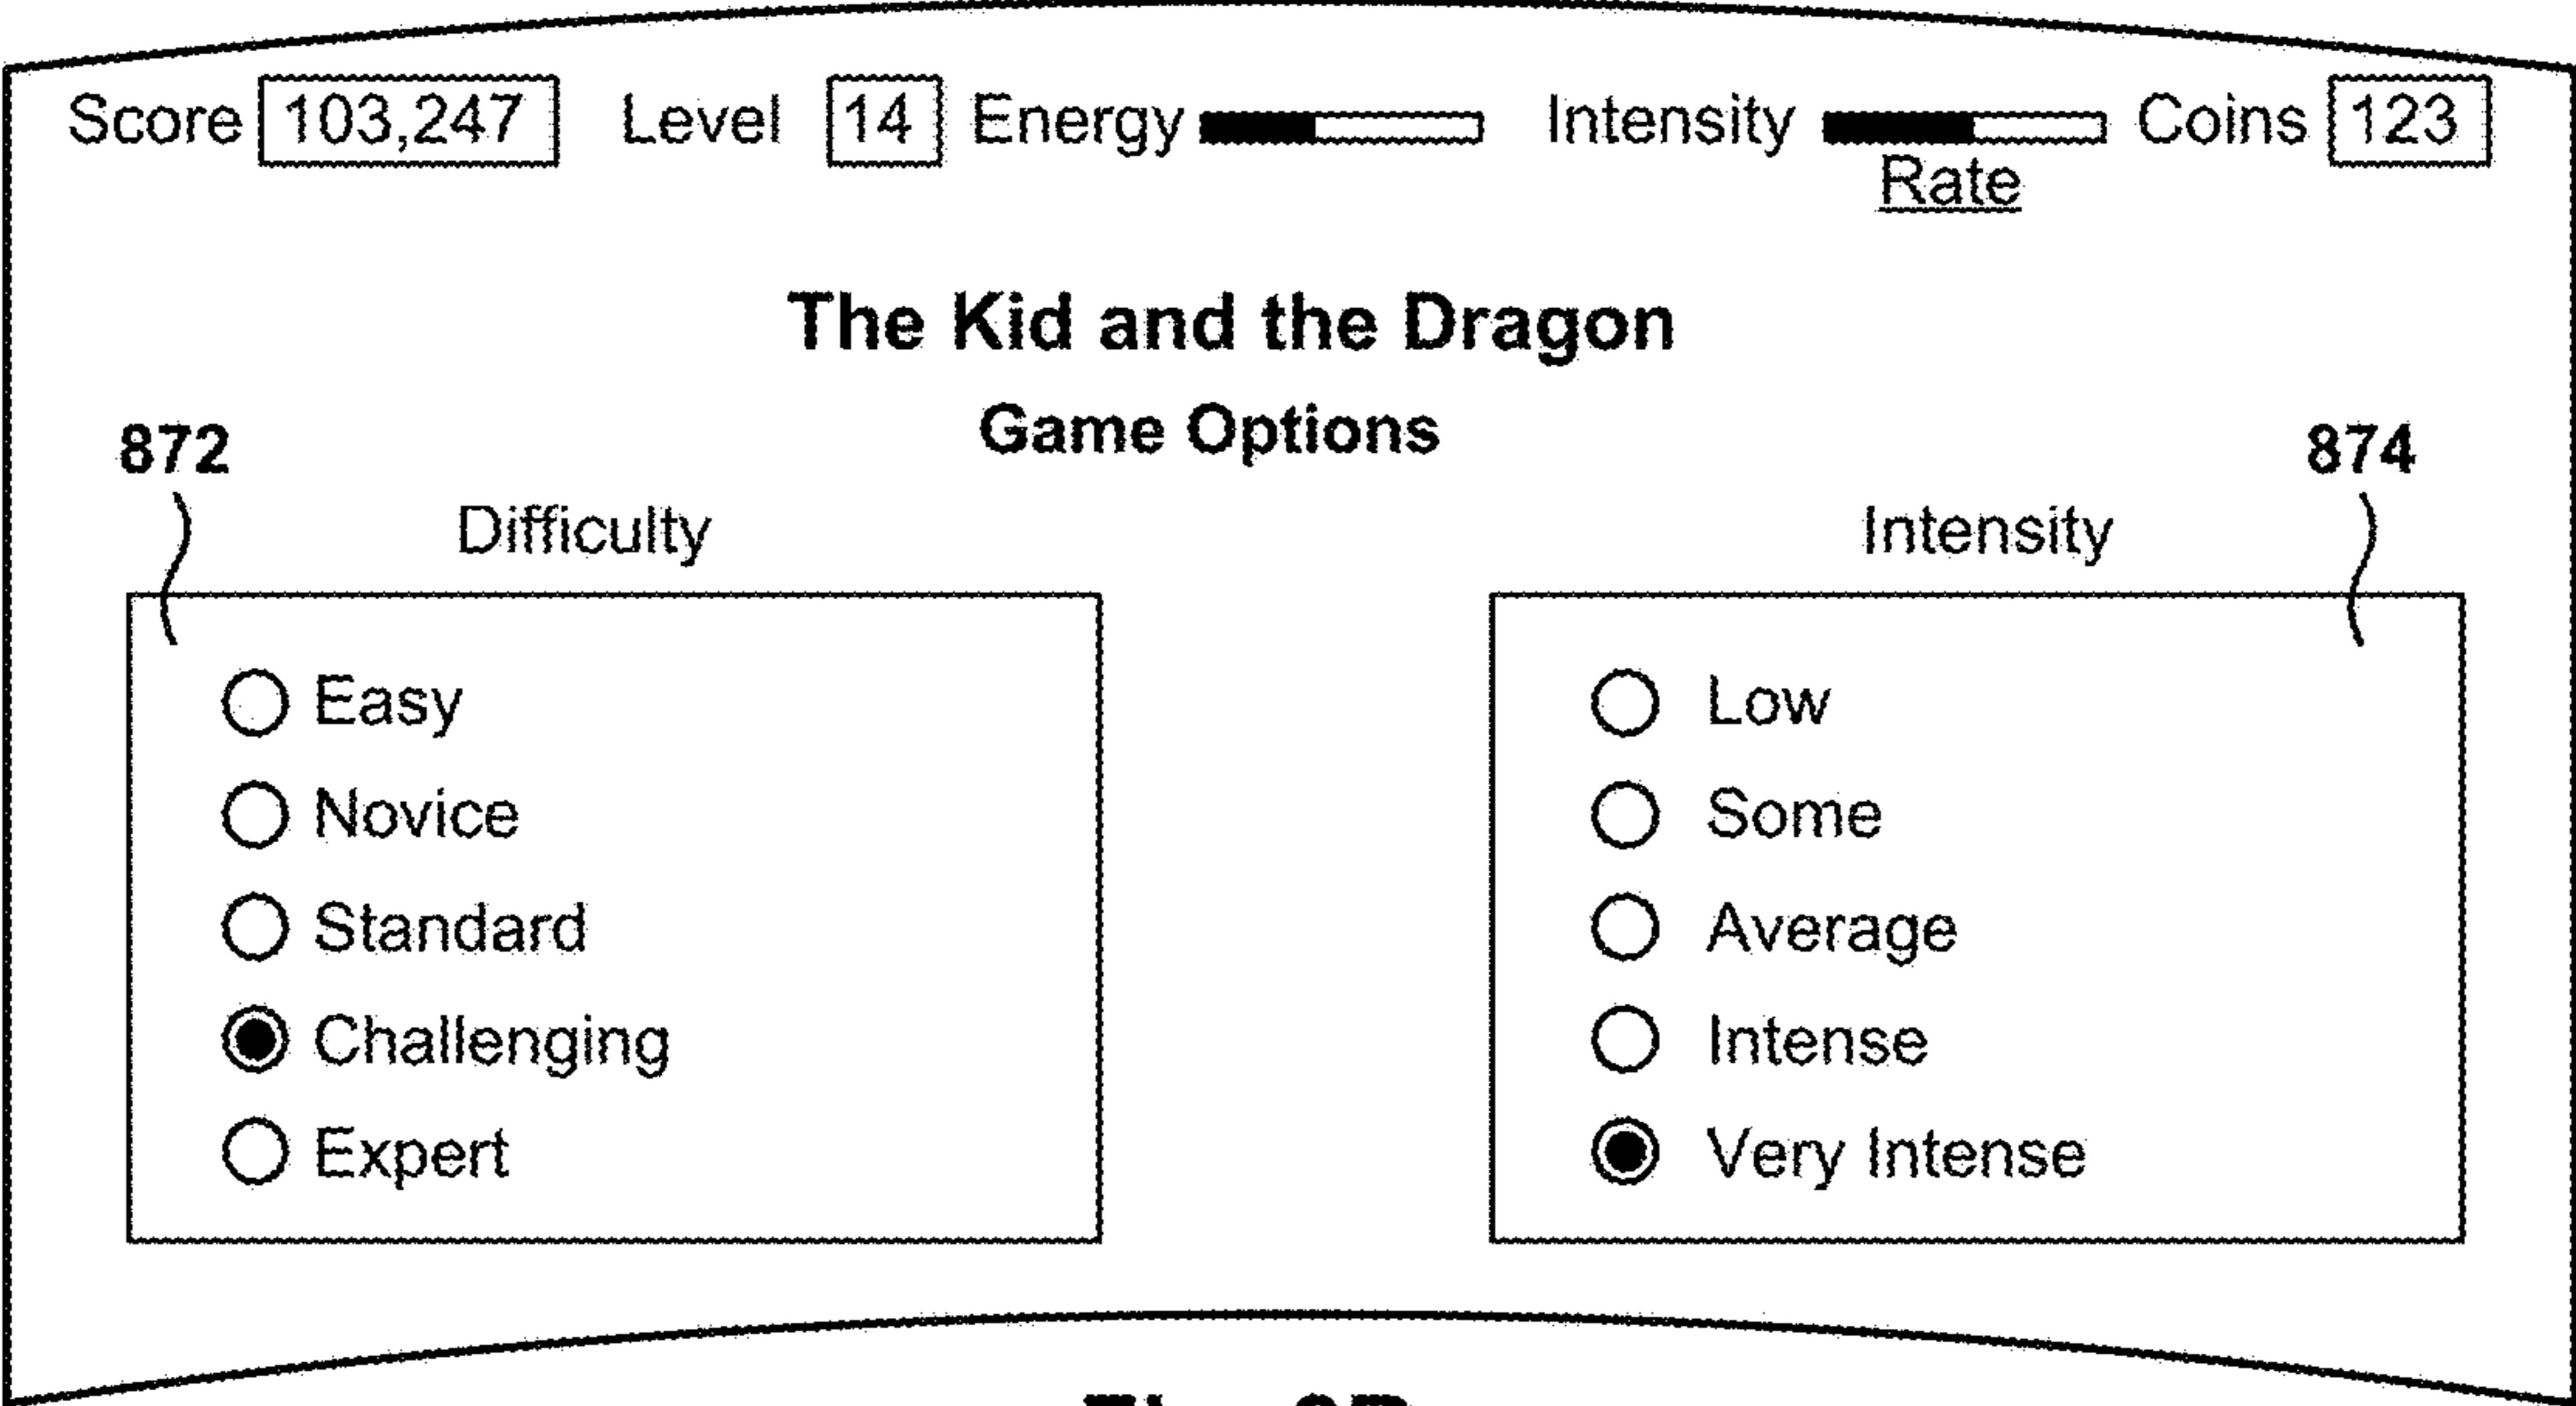 Score 103,247 Level 14 Energy Intensity Coins 123
Rate
The Kid and the Dragon
Game Options
872 874
Difficulty Intensity
Easy Low
Novice Some
Standard Average
Challenging Intense
Expert Very Intense